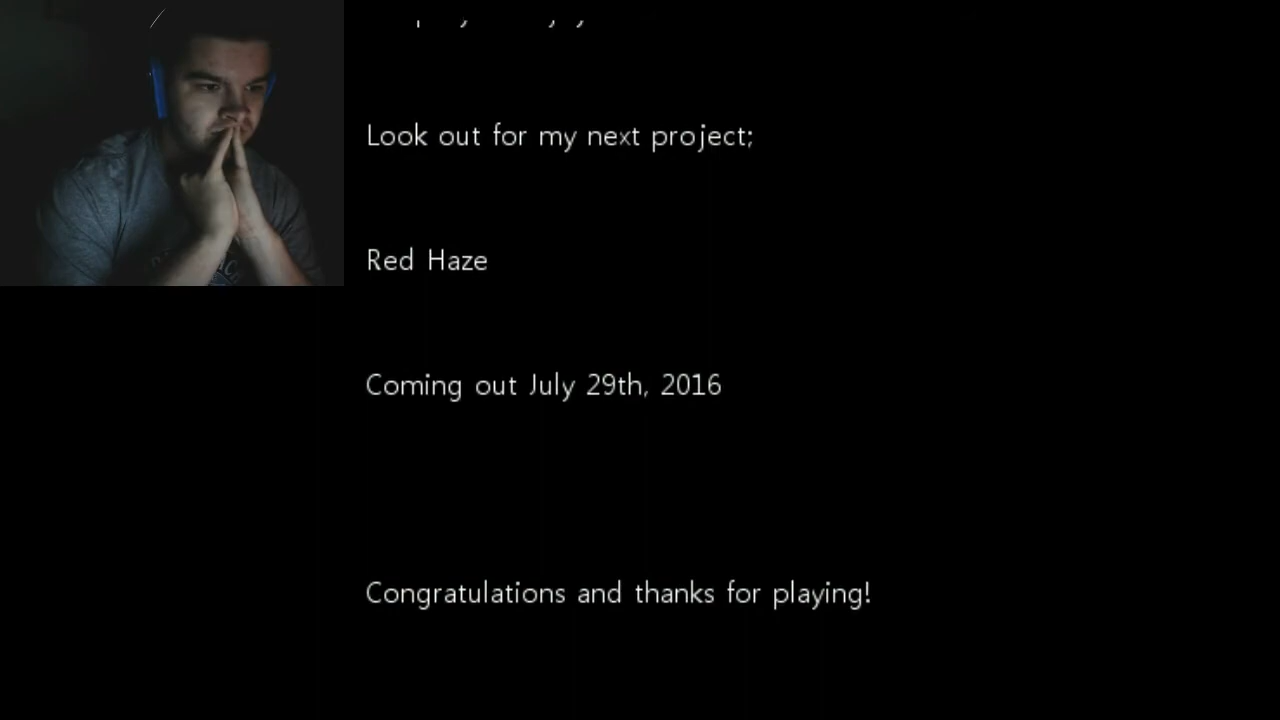 Look out for my next project;
Red Haze
Coming out July 29th, 2016
Congratulations and thanks for playing!